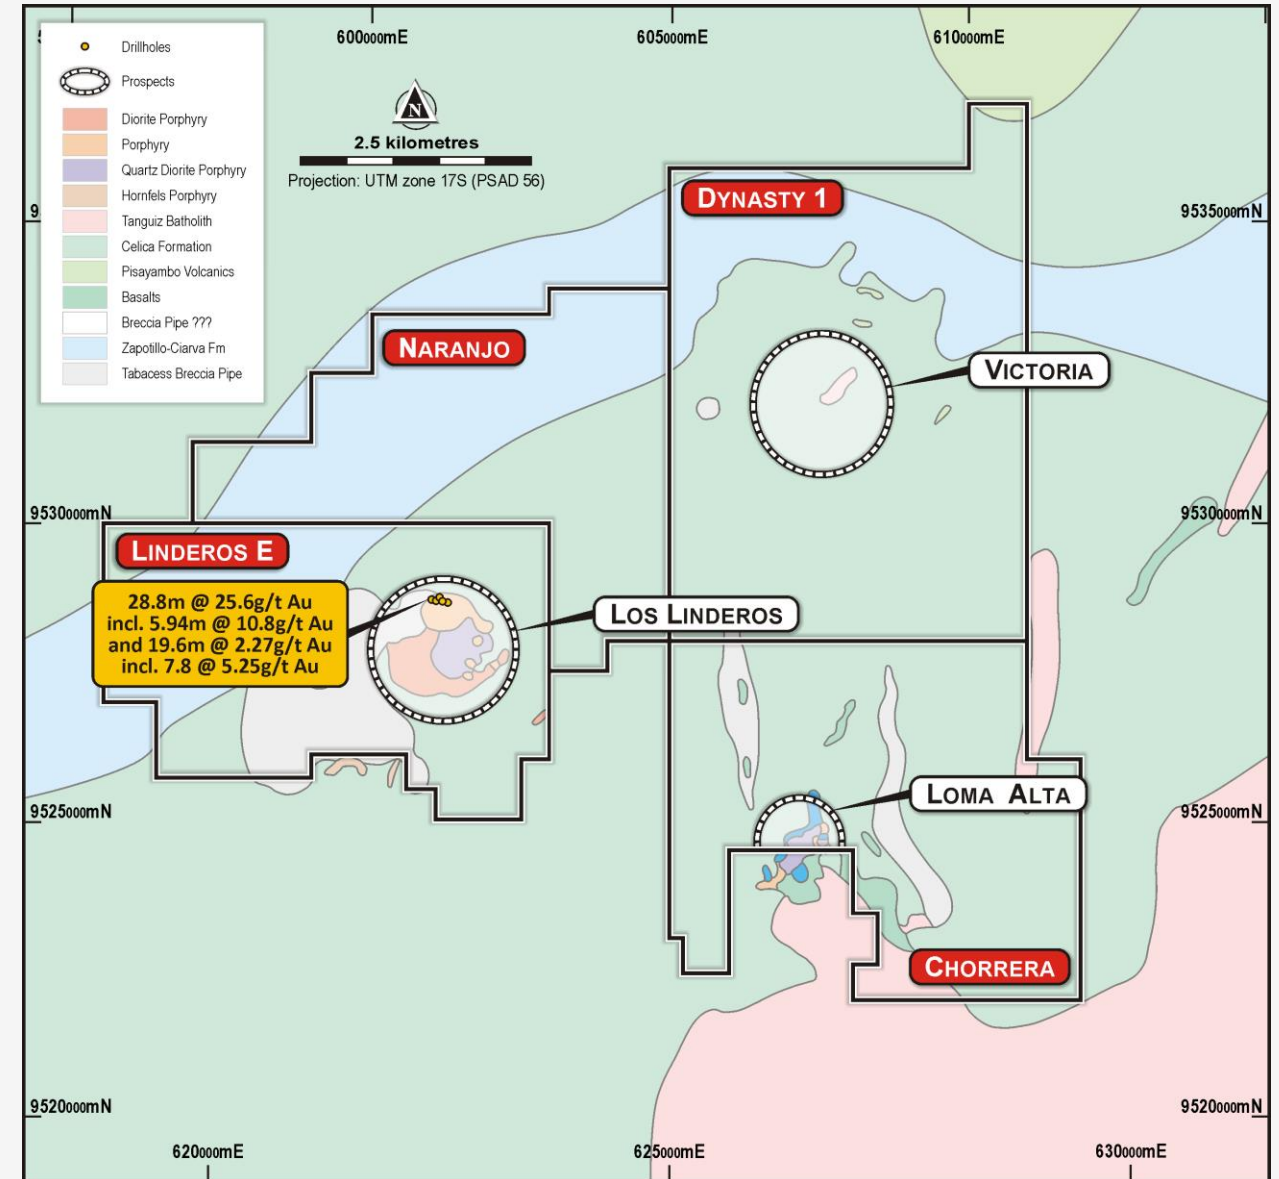 600000mE
605000mE
610000mE
Drillholes
Prospects
Diorite Porphyry
Porphyry
Quartz Diorite Porphyry
Hornfels Porphyry
Tanguiz Batholith
Celica Formation
Pisayambo Volcanics
Basalts
Breccia Pipe ???
Zapotillo-Ciarva Fm
Tabacess Breccia Pipe
N
2.5 kilometres
Projection: UTM zone 17S (PSAD 56)
DYNASTY 1
9535000mN
NARANJO
VICTORIA
9530000mN
9530000mN
LINDEROS E
28.8m @ 25.6g/t Au
incl. 5.94m @ 10.8g/t Au
and 19.6m @ 2.27g/t Au
incl. 7.8 @ 5.25g/t Au
LOS LINDEROS
LOMA ALTA
9525000mN
9525000mN
CHORRERA
9520000mN
9520000mN
620000mE
625000mE
630000mE